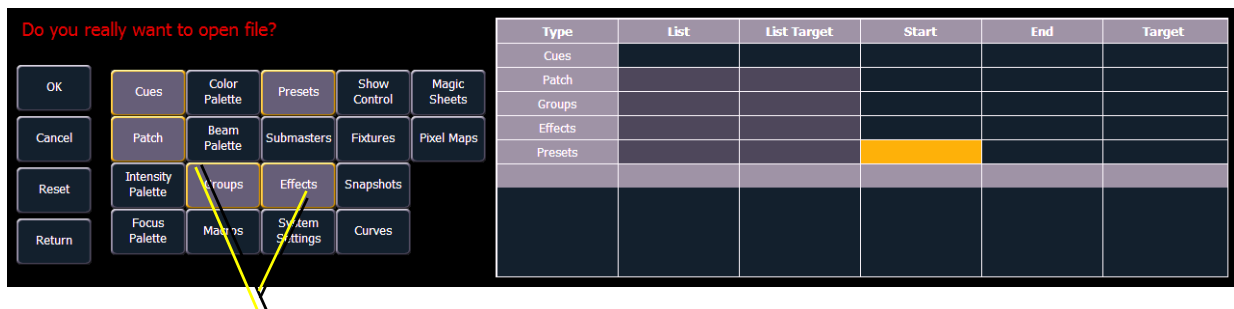 Do you really want to open file?
OK
Cancel
Reset
Return
Cues
Color Palette
Presets
Show Control
Magic Sheets
Patch
Beam Palette
Submasters
Fixtures
Pixel Maps
Intensity Palette
Groups
Effects
Snapshots
Focus Palette
Macros
System Settings
Curves
Type List List Target Start End Target
Cues
Patch
Groups
Effects
Presets